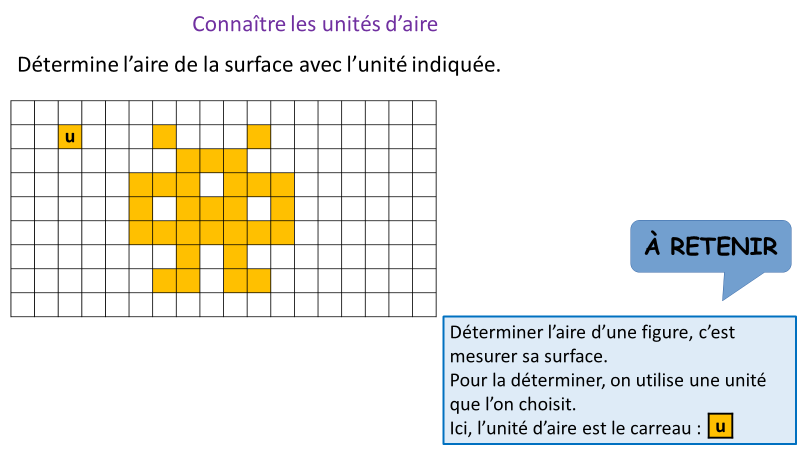 Connaître les unités d'aire
Détermine l'aire de la surface avec l'unité indiquée.
u
À RETENIR
Déterminer l'aire d'une figure, c'est
mesurer sa surface.
Pour la déterminer, on utilise une unité
que l'on choisit.
Ici, l'unité d'aire est le carreau : u